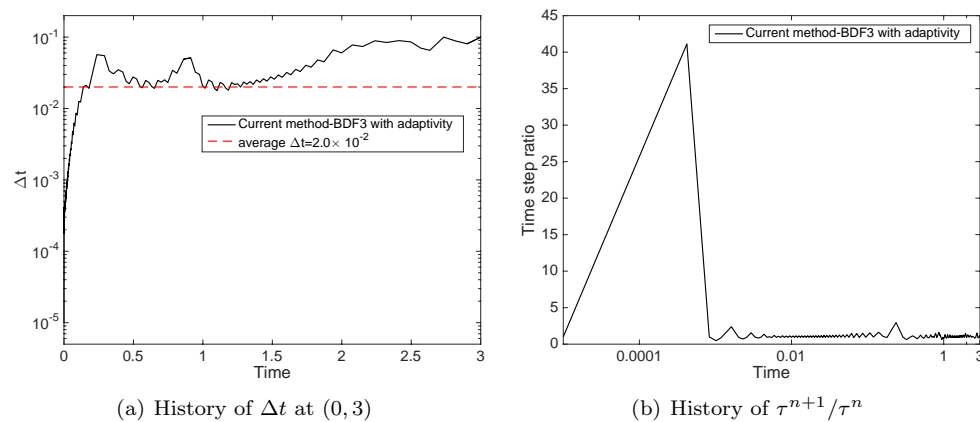 10^-1
10^-2
10^-3
10^-4
10^-5
Δt
Current method-BDF3 with adaptivity
average Δt=2.0× 10^-2
0 0.5 1 1.5 2 2.5 3
Time
(a) History of Δt at (0, 3)
45
40
35
30
25
20
15
10
5
0
Time step ratio
Current method-BDF3 with adaptivity
0.0001 0.01 1 3
Time
(b) History of τ^{n+1}/τ^n